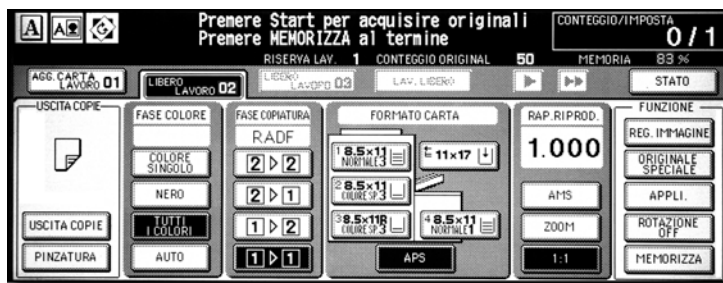 A A
Premere Start per acquisire originali
Premere MEMORIZZA al termine
CONTEGGIO/IMPOSTA
0/1
RISERVA LAV. 1 CONTEGGIO ORIGINAL 50 MEMORIA 83 %
AGG. CARTA
LAVORO 01
LIBERO
LAVORO 02
LIBERO
LAVORO 03
LAV. LIBERO
STATO
USCITA COPIE
USCITA COPIE
PINZATURA
FASE COLORE
COLORE
SINGOLO
NERO
TUTTI
I COLORI
AUTO
FASE COPIATURA
RADF
2 ▷ 2
2 ▷ 1
1 ▷ 2
1 ▷ 1
FORMATO CARTA
1 8.5×11
NORMALE 3
11×17
2 8.5×11
COLORE SP. 3
3 8.5×11R
COLORE SP. 3
4 8.5×11
NORMALE 1
APS
RAP.RIPROD.
1.000
AMS
ZOOM
1:1
FUNZIONE
REG. IMMAGINE
ORIGINALE
SPECIALE
APPLI.
ROTAZIONE
OFF
MEMORIZZA